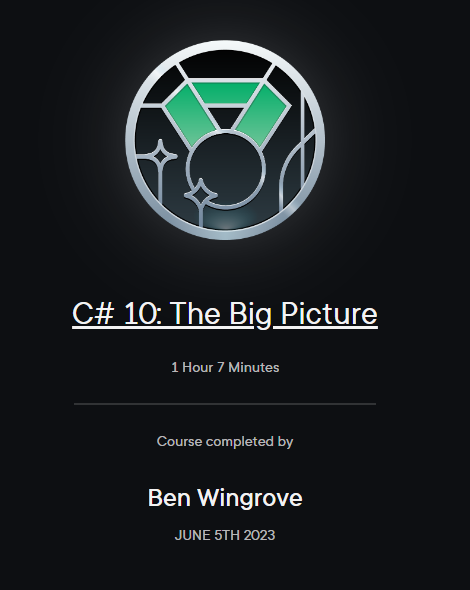 C# 10: The Big Picture
1 Hour 7 Minutes
Course completed by
Ben Wingrove
JUNE 5TH 2023